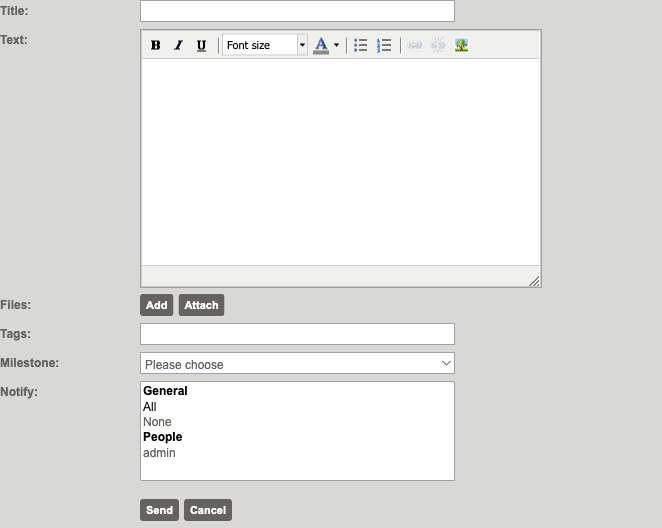 Title:
Text:
B I U Font size A
Files:
Add Attach
Tags:
Milestone:
Please choose
Notify:
General
All
None
People
admin
Send Cancel